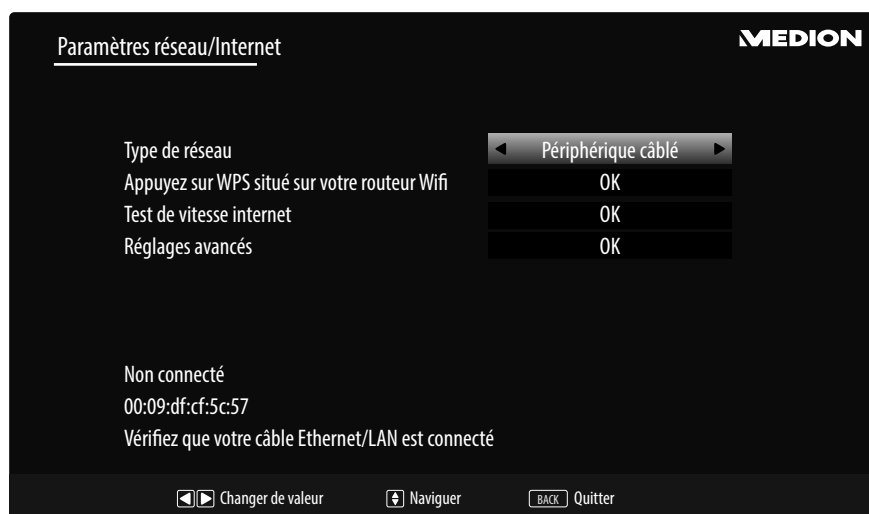 Paramètres réseau/Internet
MEDION
Type de réseau Périphérique câblé
Appuyez sur WPS situé sur votre routeur Wifi OK
Test de vitesse internet OK
Réglages avancés OK
Non connecté
00:09:df:cf:5c:57
Vérifiez que votre câble Ethernet/LAN est connecté
Changer de valeur Naviguer BACK Quitter